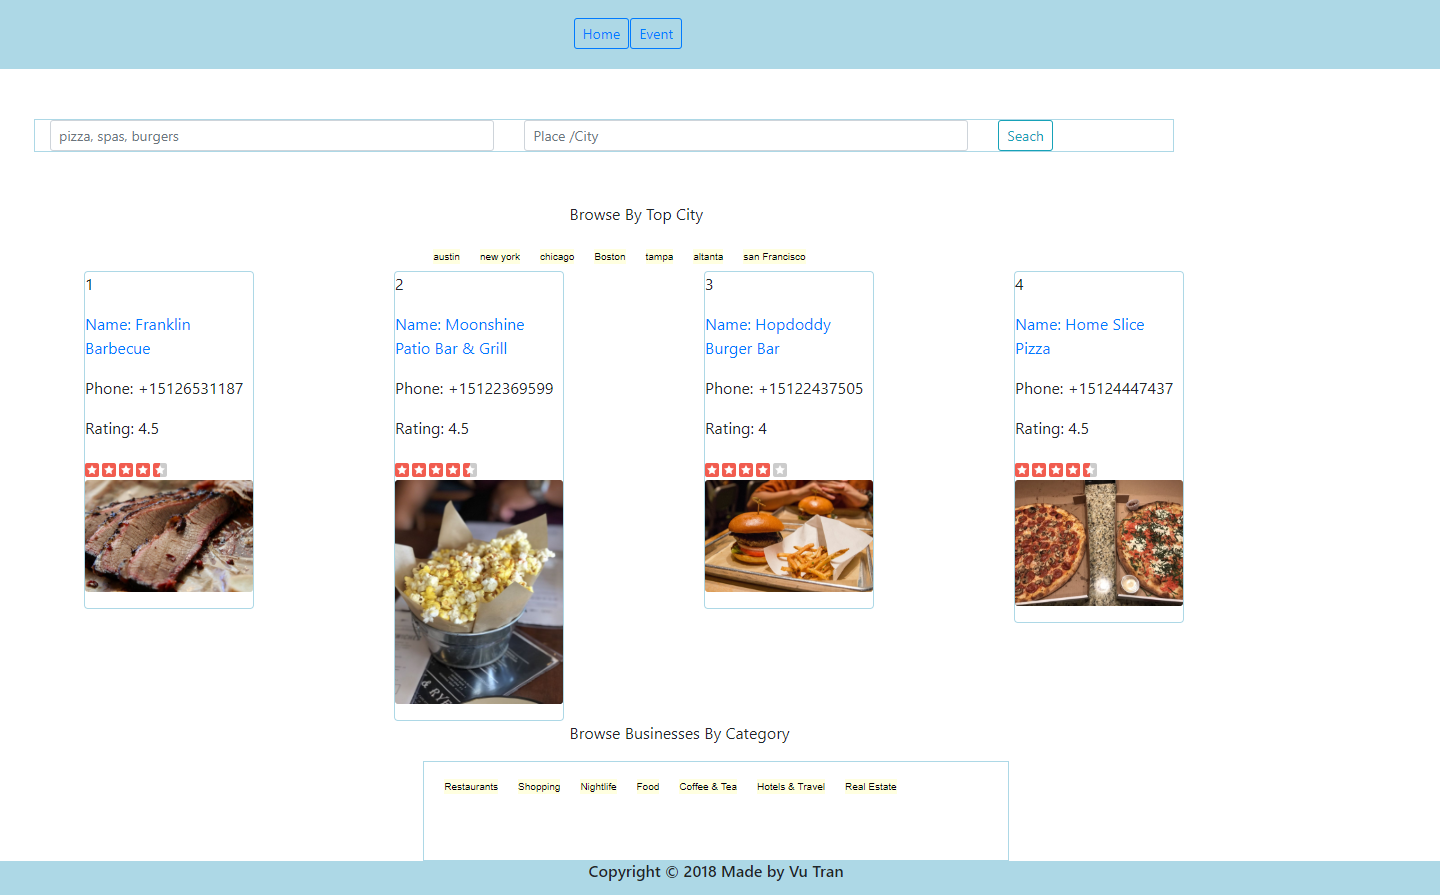 Home Event
pizza, spas, burgers Place /City Seach
Browse By Top City
austin new york chicago Boston tampa altanta san Francisco
1
Name: Franklin
Barbecue
Phone: +15126531187
Rating: 4.5
2
Name: Moonshine
Patio Bar & Grill
Phone: +15122369599
Rating: 4.5
3
Name: Hopdoddy
Burger Bar
Phone: +15122437505
Rating: 4
4
Name: Home Slice
Pizza
Phone: +15124447437
Rating: 4.5
Browse Businesses By Category
Restaurants Shopping Nightlife Food Coffee & Tea Hotels & Travel Real Estate
Copyright © 2018 Made by Vu Tran